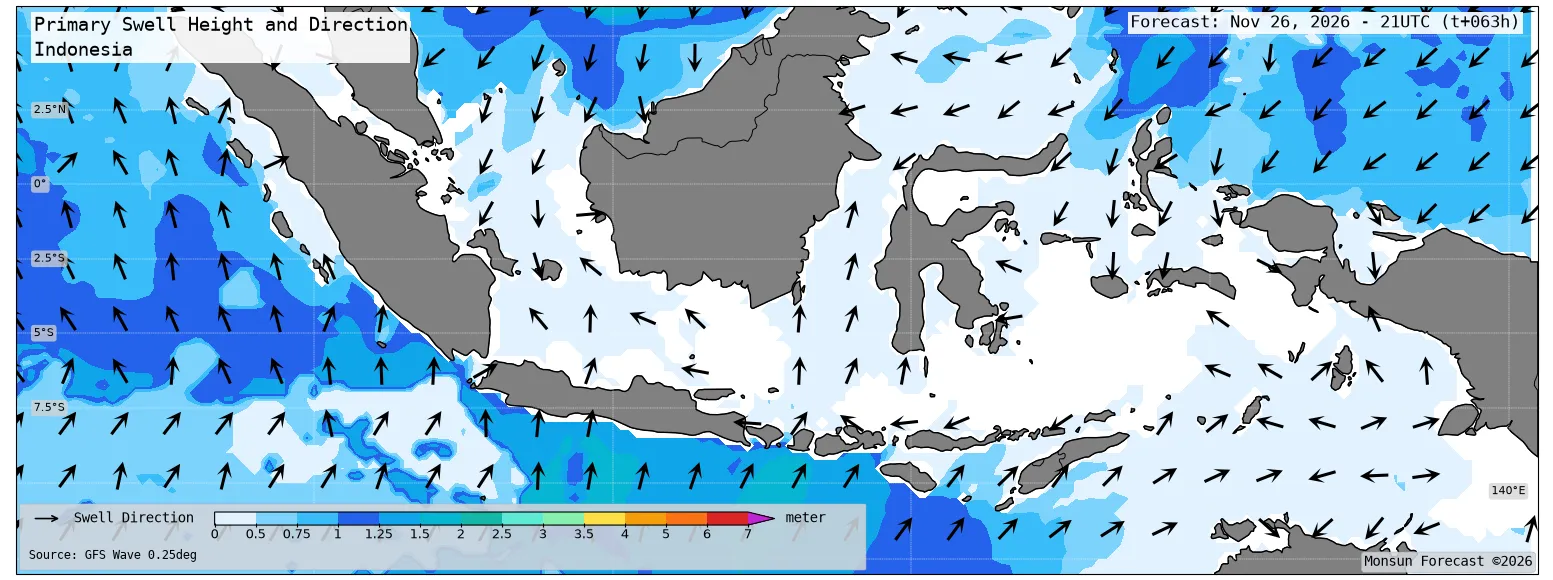 Primary Swell Height and Direction
Indonesia
Forecast: Nov 26, 2026 - 21UTC (t+063h)
2.5°N
0°
2.5°S
5°S
7.5°S
140°E
Swell Direction
0 0.5 0.75 1 1.25 1.5 2 2.5 3 3.5 4 5 6 7
meter
Source: GFS Wave 0.25deg
Monsun Forecast ©2026